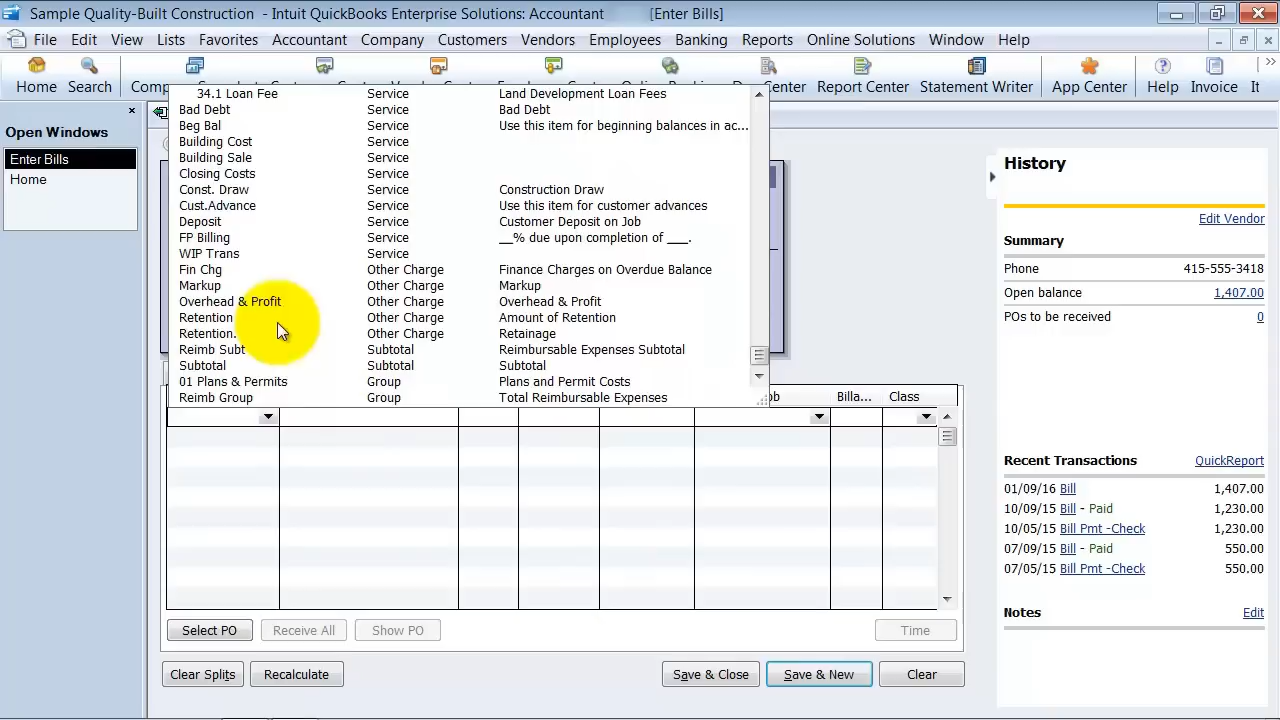 Sample Quality-Built Construction - Intuit QuickBooks Enterprise Solutions: Accountant [Enter Bills]
File Edit View Lists Favorites Accountant Company Customers Vendors Employees Banking Reports Online Solutions Window Help
Home Search Report Center Statement Writer App Center Help Invoice It
Open Windows
Enter Bills
Home
34.1 Loan Fee Service Land Development Loan Fees
Bad Debt Service Bad Debt
Beg Bal Service Use this item for beginning balances in ac...
Building Cost Service
Building Sale Service
Closing Costs Service
Const. Draw Service Construction Draw
Cust.Advance Service Use this item for customer advances
Deposit Service Customer Deposit on Job
FP Billing Service __% due upon completion of ___.
WIP Trans Service
Fin Chg Other Charge Finance Charges on Overdue Balance
Markup Other Charge Markup
Overhead & Profit Other Charge Overhead & Profit
Retention Other Charge Amount of Retention
Retention. Other Charge Retainage
Reimb Subt Subtotal Reimbursable Expenses Subtotal
Subtotal Subtotal Subtotal
01 Plans & Permits Group Plans and Permit Costs
Reimb Group Group Total Reimbursable Expenses
Billa... Class
Select PO Receive All Show PO Time
Clear Splits Recalculate Save & Close Save & New Clear
History
Edit Vendor
Summary
Phone 415-555-3418
Open balance 1,407.00
POs to be received 0
Recent Transactions QuickReport
01/09/16 Bill 1,407.00
10/09/15 Bill - Paid 1,230.00
10/05/15 Bill Pmt -Check 1,230.00
07/09/15 Bill - Paid 550.00
07/05/15 Bill Pmt -Check 550.00
Notes Edit